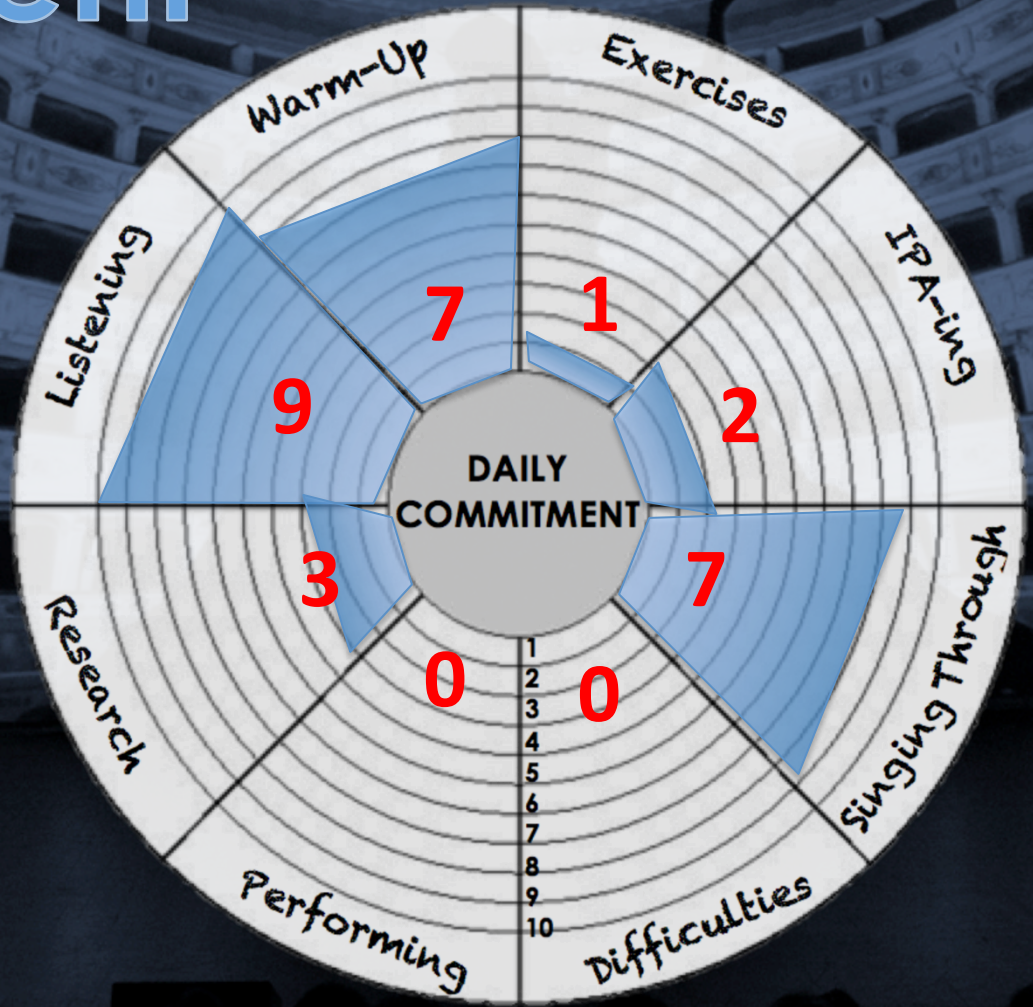 Warm-Up
Exercises
Listening
IPA-ing
7
1
9
2
DAILY
COMMITMENT
3
7
Research
Singing Through
0
0
1
2
3
4
5
6
7
8
9
10
Performing
Difficulties